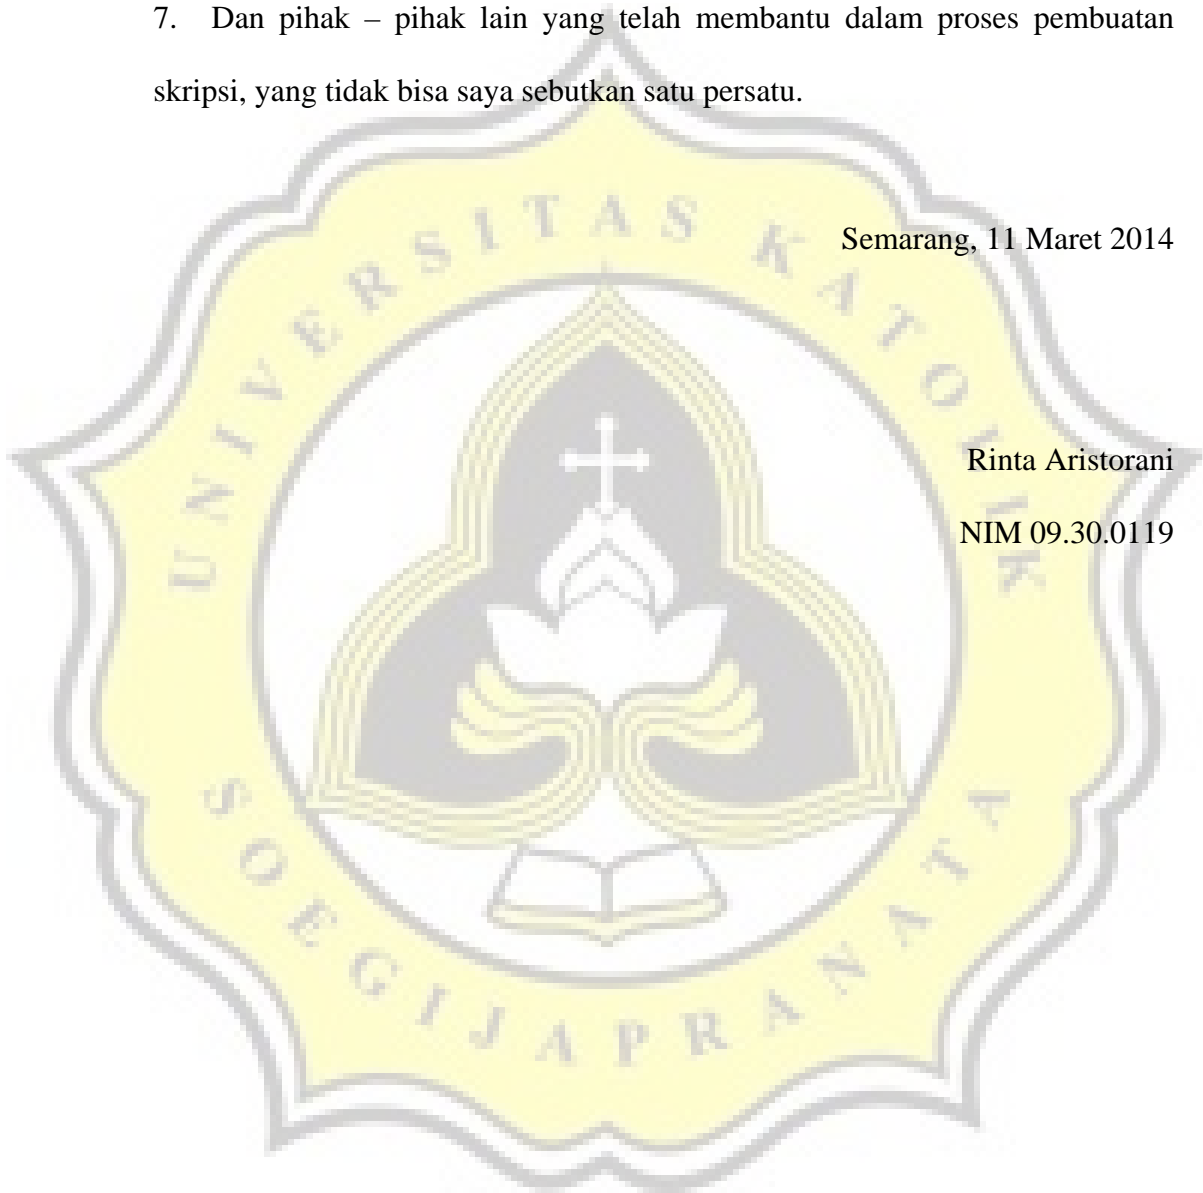 7. Dan pihak – pihak lain yang telah membantu dalam proses pembuatan
skripsi, yang tidak bisa saya sebutkan satu persatu.
Semarang, 11 Maret 2014
Rinta Aristorani
NIM 09.30.0119
UNIVERSITAS KATOLIK
SOEGIJAPRANATA